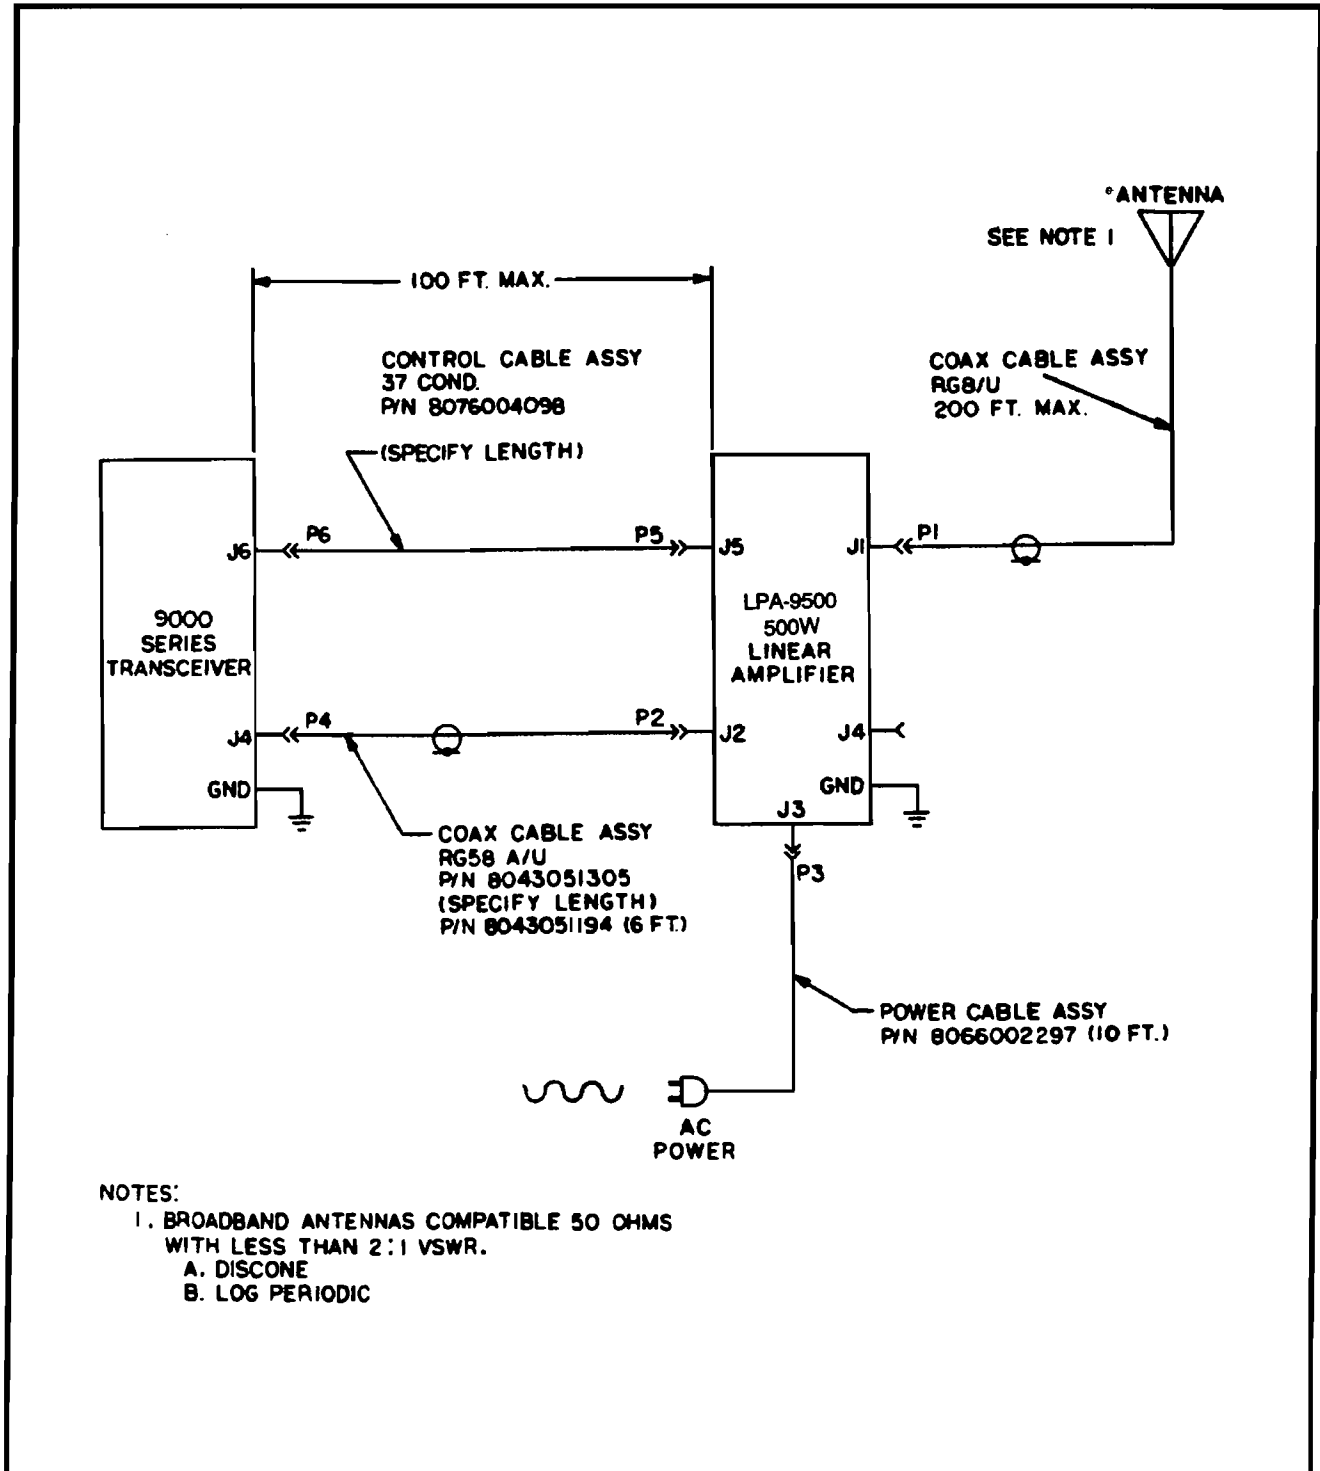 *ANTENNA
SEE NOTE 1
100 FT. MAX.
CONTROL CABLE ASSY
37 COND.
P/N 8076004098
(SPECIFY LENGTH)
COAX CABLE ASSY
RG8/U
200 FT. MAX.
P6
P5
J6
J5
J1
P1
9000
SERIES
TRANSCEIVER
LPA-9500
500W
LINEAR
AMPLIFIER
P4
P2
J4
J2
J4
GND
GND
J3
P3
COAX CABLE ASSY
RG58 A/U
P/N 8043051305
(SPECIFY LENGTH)
P/N 8043051194 (6 FT.)
POWER CABLE ASSY
P/N 8066002297 (10 FT.)
AC
POWER
NOTES:
1. BROADBAND ANTENNAS COMPATIBLE 50 OHMS
WITH LESS THAN 2:1 VSWR.
A. DISCONE
B. LOG PERIODIC